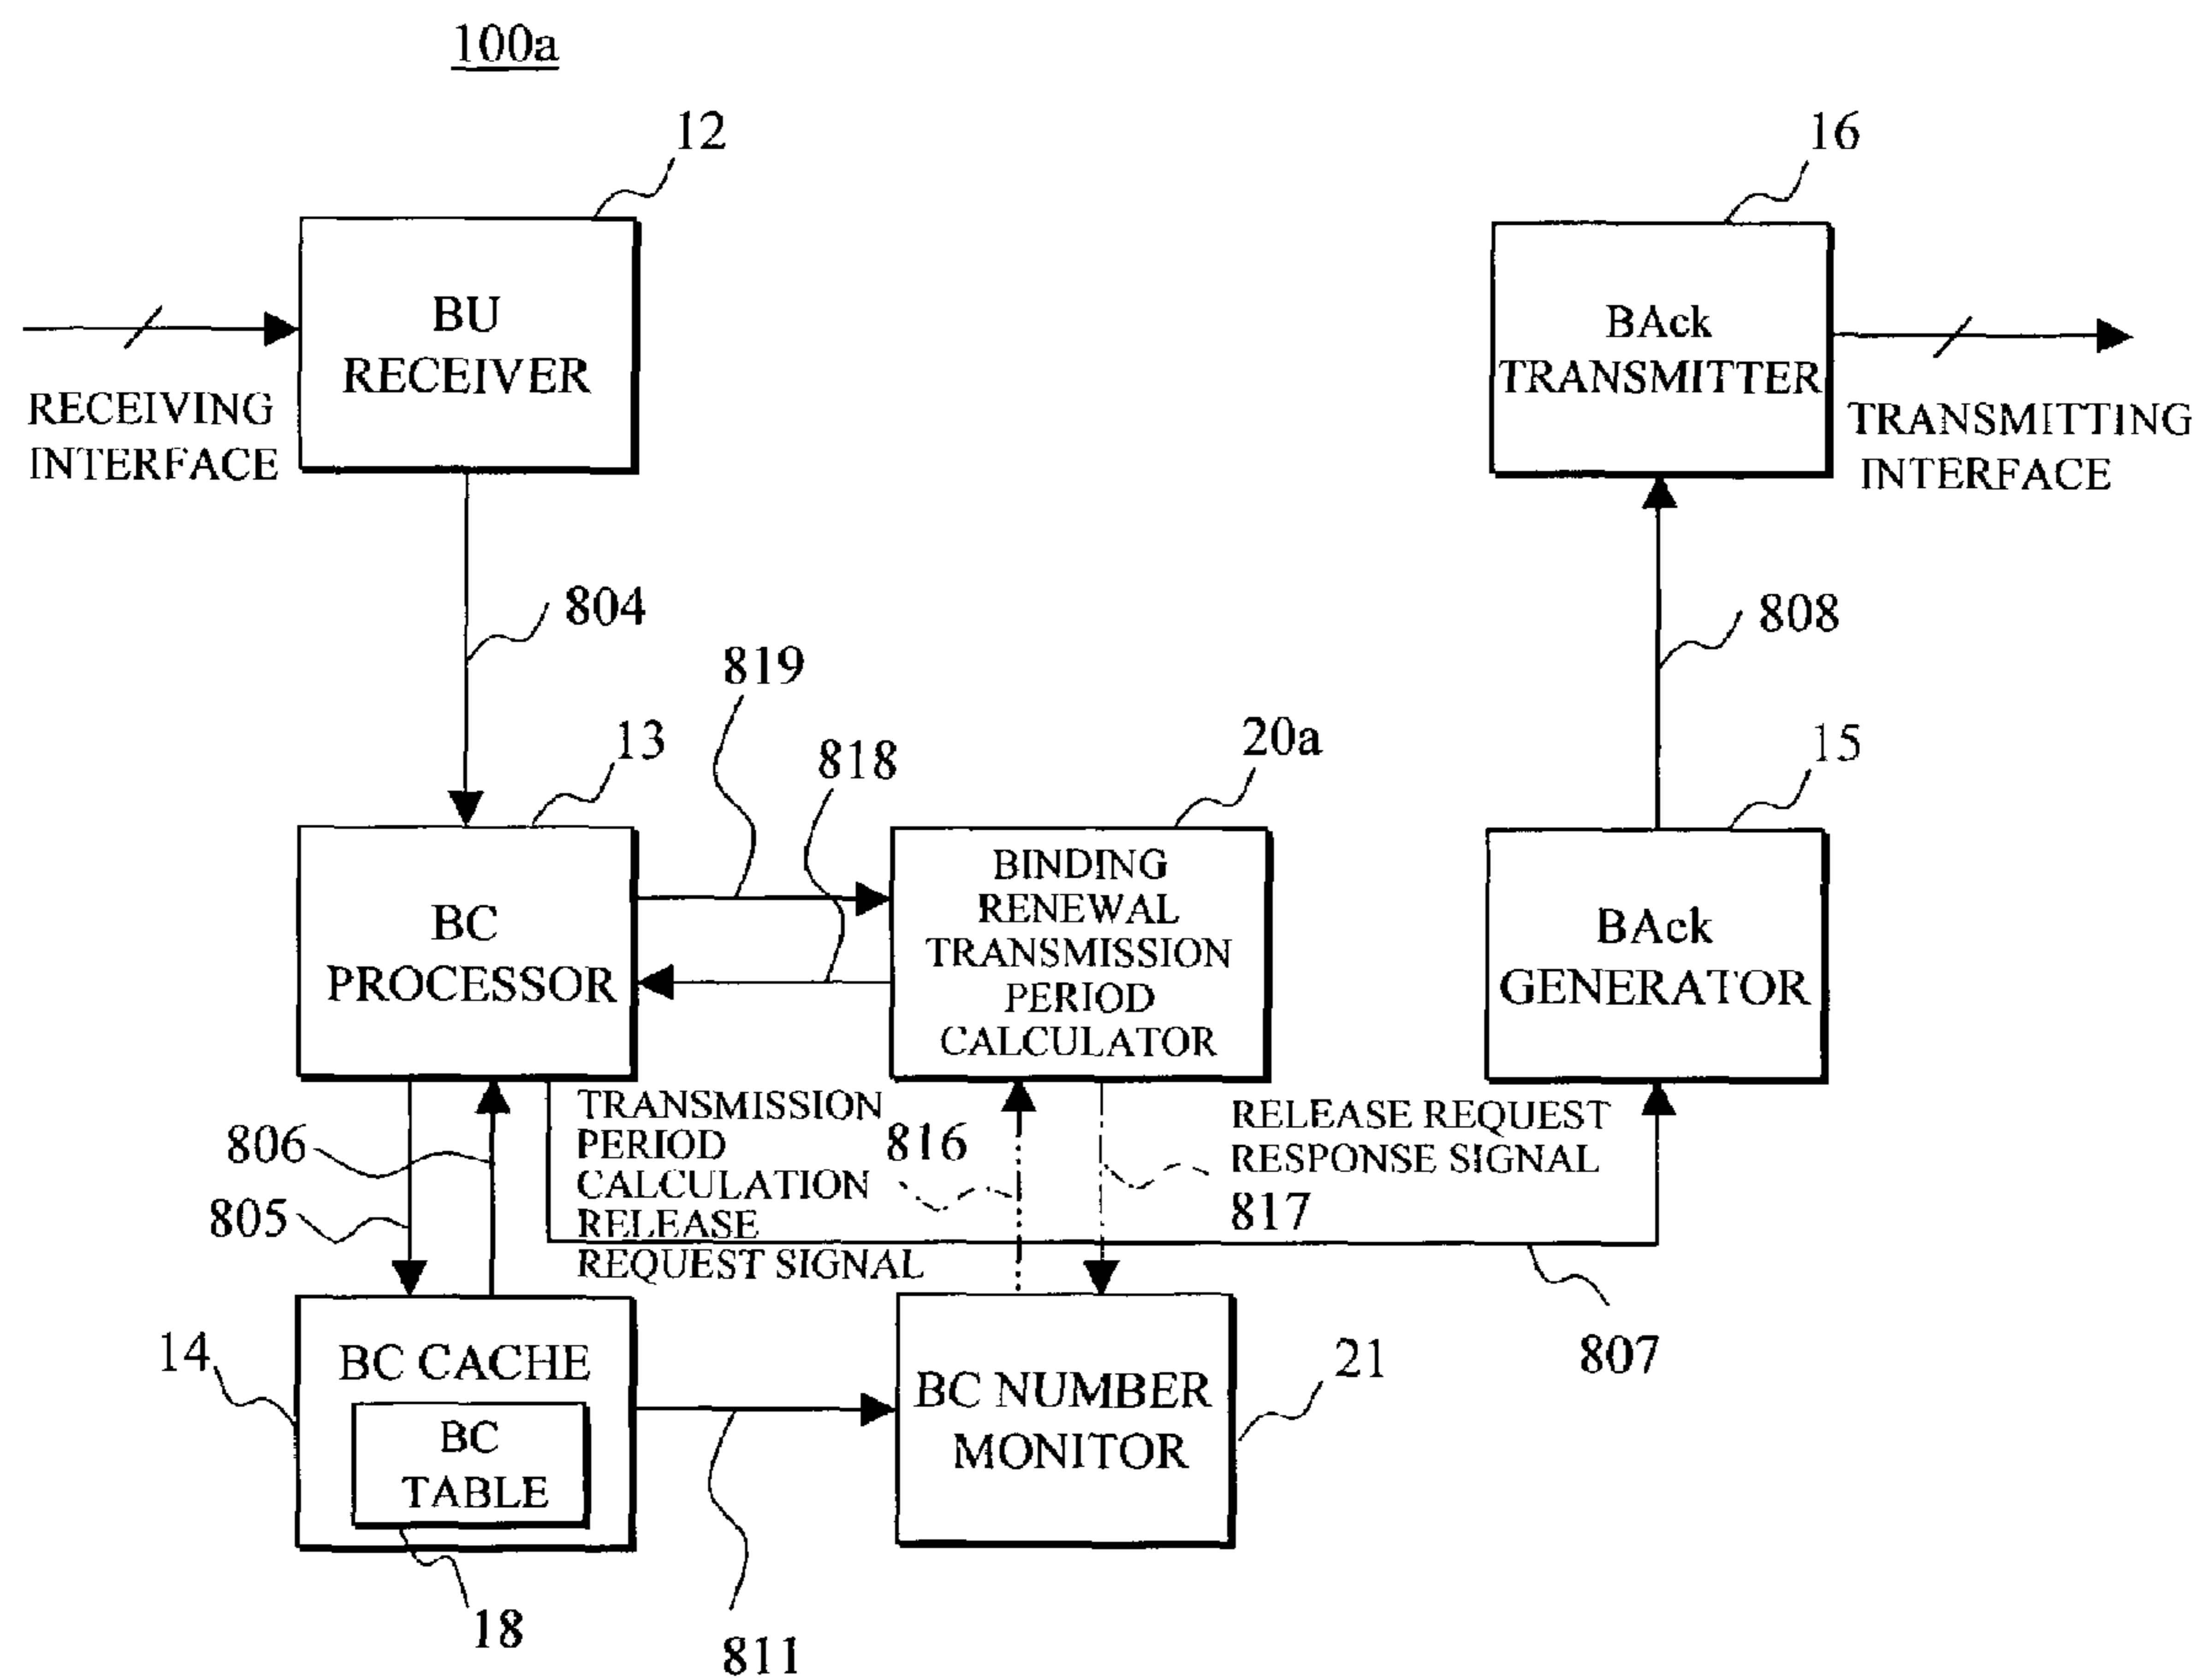 100a
12
16
BU
RECEIVER
BAck
TRANSMITTER
RECEIVING
INTERFACE
TRANSMITTING
INTERFACE
804
808
819
818
13
20a
15
BC
PROCESSOR
BINDING
RENEWAL
TRANSMISSION
PERIOD
CALCULATOR
BAck
GENERATOR
806
805
TRANSMISSION
PERIOD
CALCULATION
RELEASE
REQUEST SIGNAL
816
RELEASE REQUEST
RESPONSE SIGNAL
817
807
14
BC CACHE
BC
TABLE
18
811
BC NUMBER
MONITOR
21